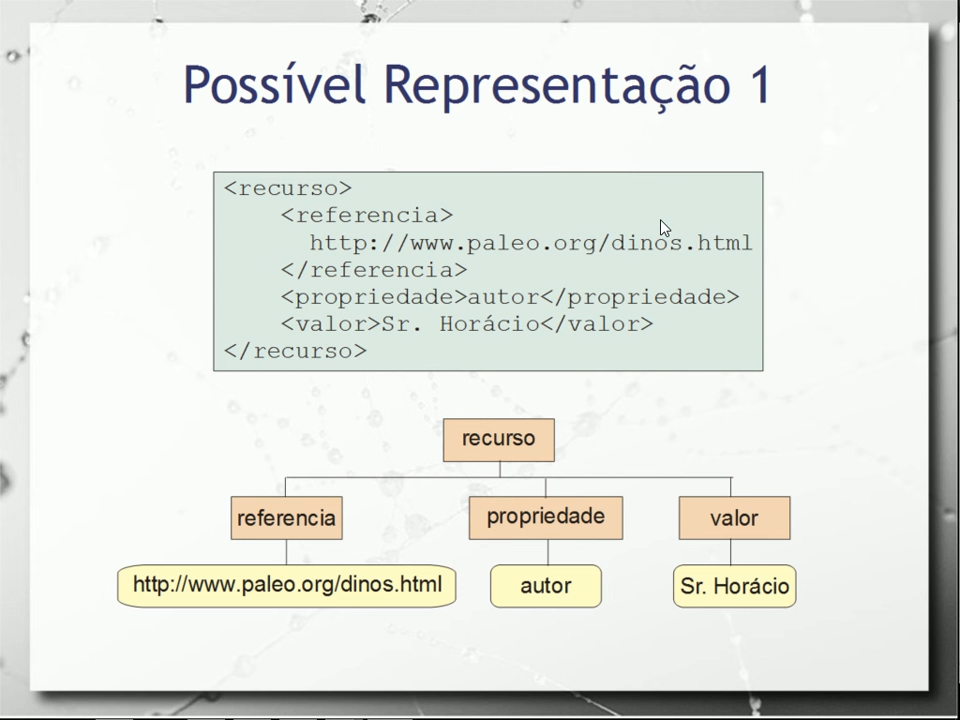 Possível Representação 1
<recurso>
<referencia>
http://www.paleo.org/dinos.html
</referencia>
<propriedade>autor</propriedade>
<valor>Sr. Horácio</valor>
</recurso>
recurso
referencia propriedade valor
http://www.paleo.org/dinos.html autor Sr. Horácio